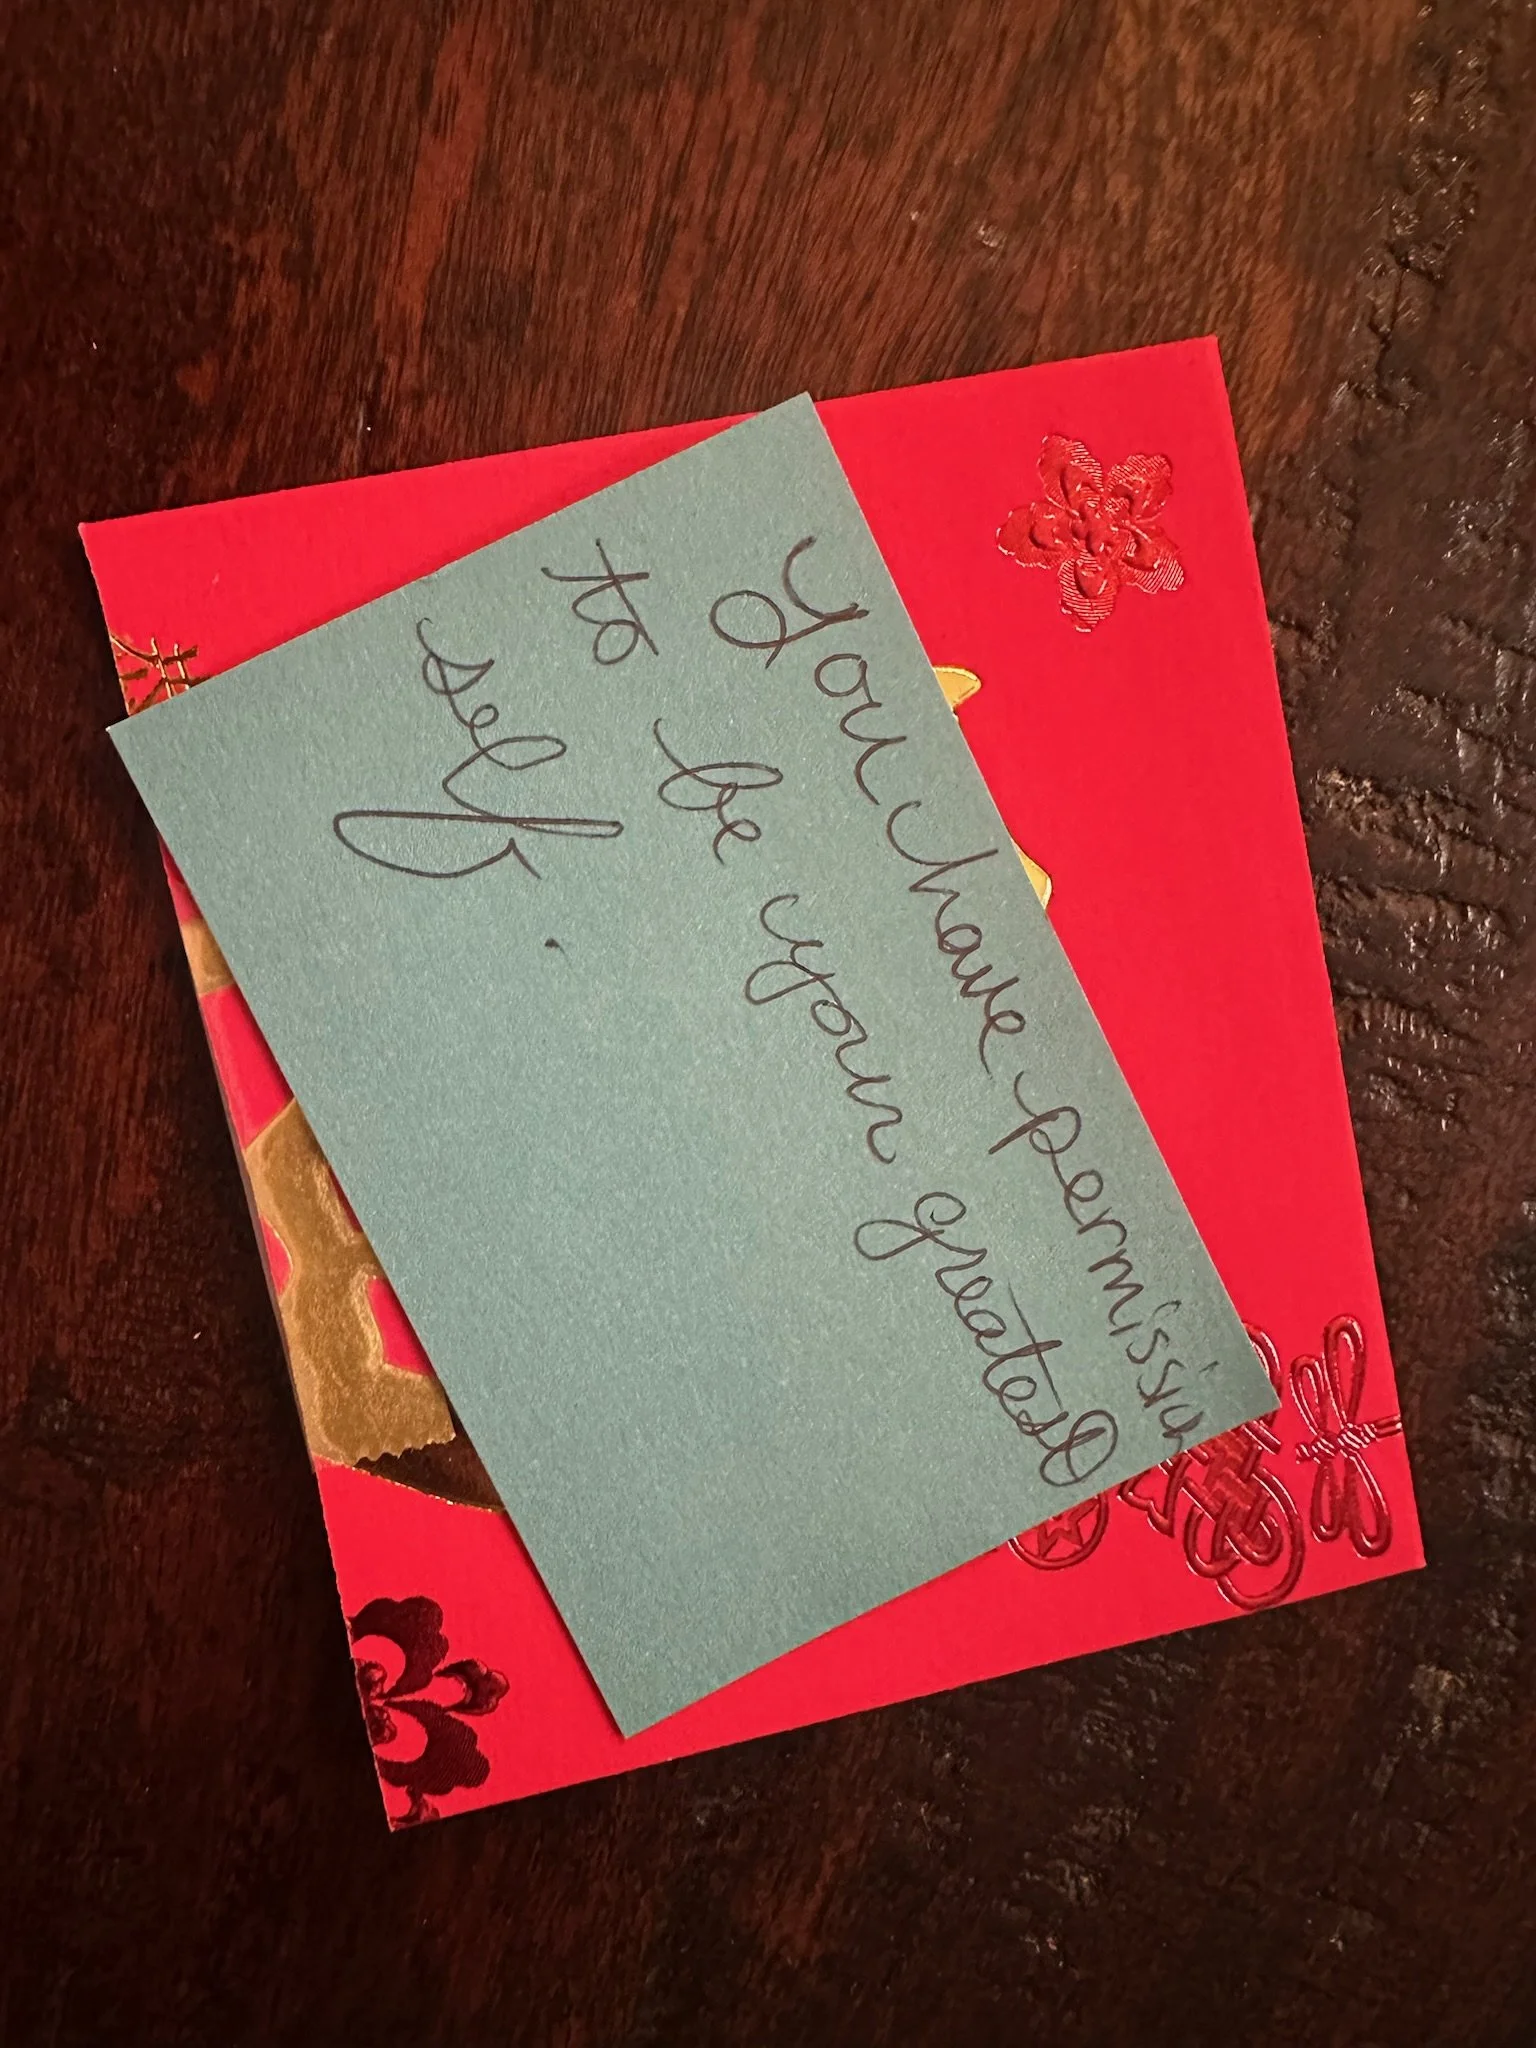 You have permission
to be your greatest
self.